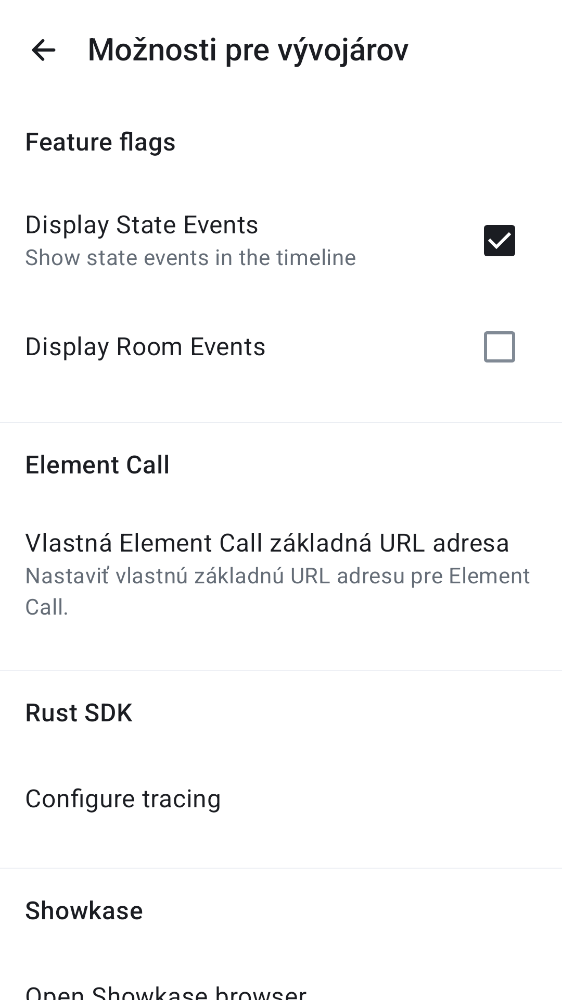 Možnosti pre vývojárov
Feature flags
Display State Events
Show state events in the timeline
Display Room Events
Element Call
Vlastná Element Call základná URL adresa
Nastaviť vlastnú základnú URL adresu pre Element
Call.
Rust SDK
Configure tracing
Showkase
Open Showkase browser